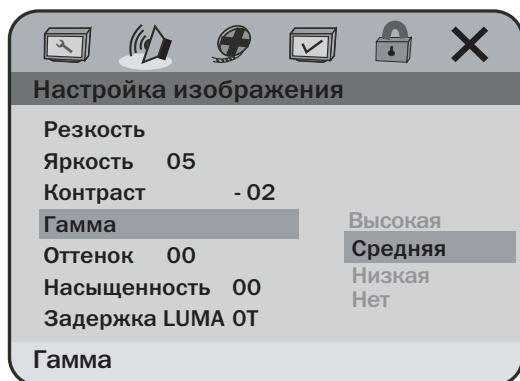 Настройка изображения
Резкость
Яркость 05
Контраст - 02
Гамма
Оттенок 00
Насыщенность 00
Задержка LUMA 0T
Высокая
Средняя
Низкая
Нет
Гамма